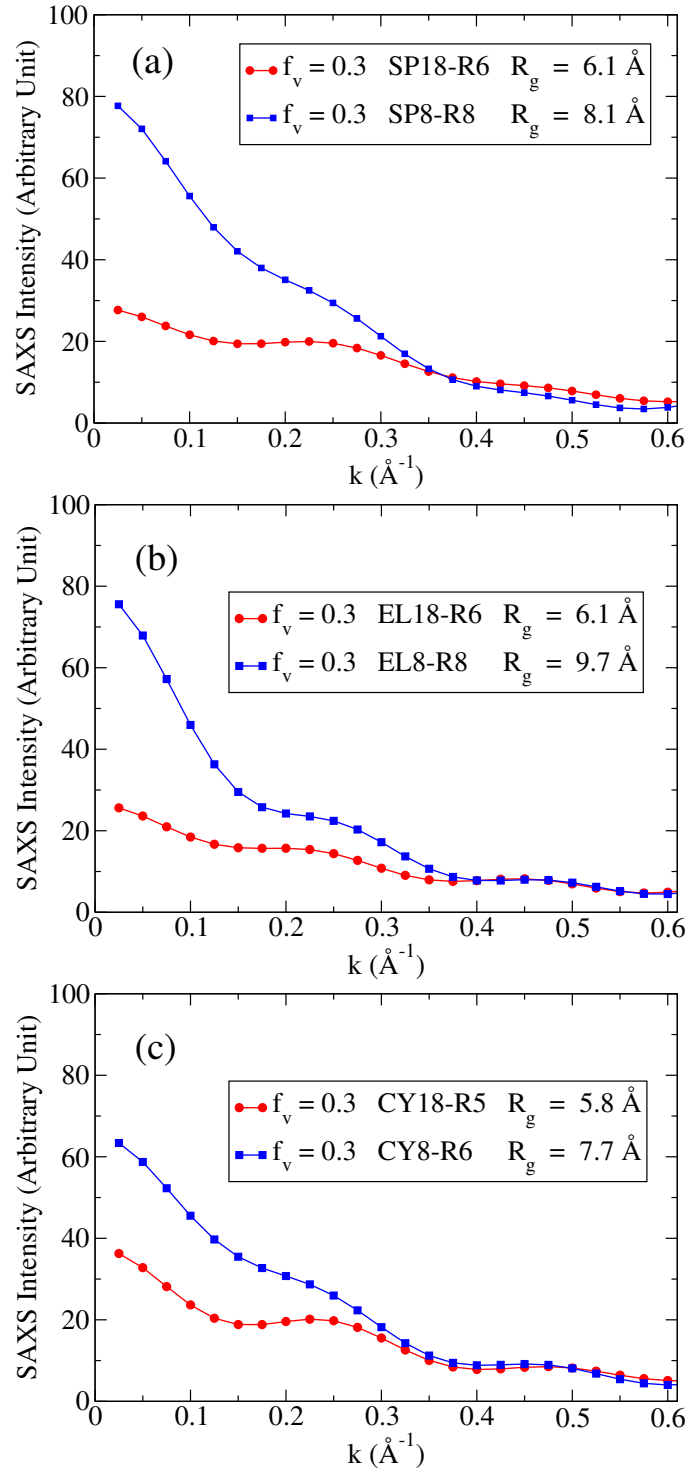 (a)
f_v = 0.3 SP18-R6 R_g = 6.1 Å
f_v = 0.3 SP8-R8 R_g = 8.1 Å
SAXS Intensity (Arbitrary Unit)
100
80
60
40
20
0
0 0.1 0.2 0.3 0.4 0.5 0.6
k (Å⁻¹)
(b)
f_v = 0.3 EL18-R6 R_g = 6.1 Å
f_v = 0.3 EL8-R8 R_g = 9.7 Å
SAXS Intensity (Arbitrary Unit)
100
80
60
40
20
0
0 0.1 0.2 0.3 0.4 0.5 0.6
k (Å⁻¹)
(c)
f_v = 0.3 CY18-R5 R_g = 5.8 Å
f_v = 0.3 CY8-R6 R_g = 7.7 Å
SAXS Intensity (Arbitrary Unit)
100
80
60
40
20
0
0 0.1 0.2 0.3 0.4 0.5 0.6
k (Å⁻¹)